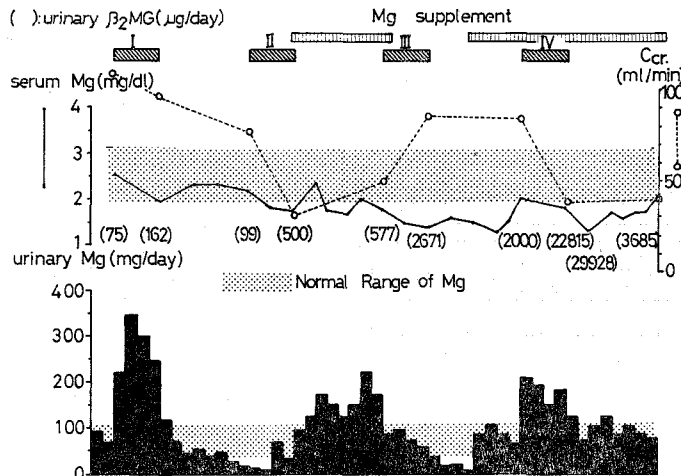 ( ):urinary β2MG(μg/day) Mg supplement
I II III IV
serum Mg(mg/dl) Ccr. (ml/min)
4 100
3
2 50
1 0
(75) (162) (99) (500) (577) (2671) (2000) (22815) (3685)
(29928)
urinary Mg(mg/day)
Normal Range of Mg
400
300
200
100
0